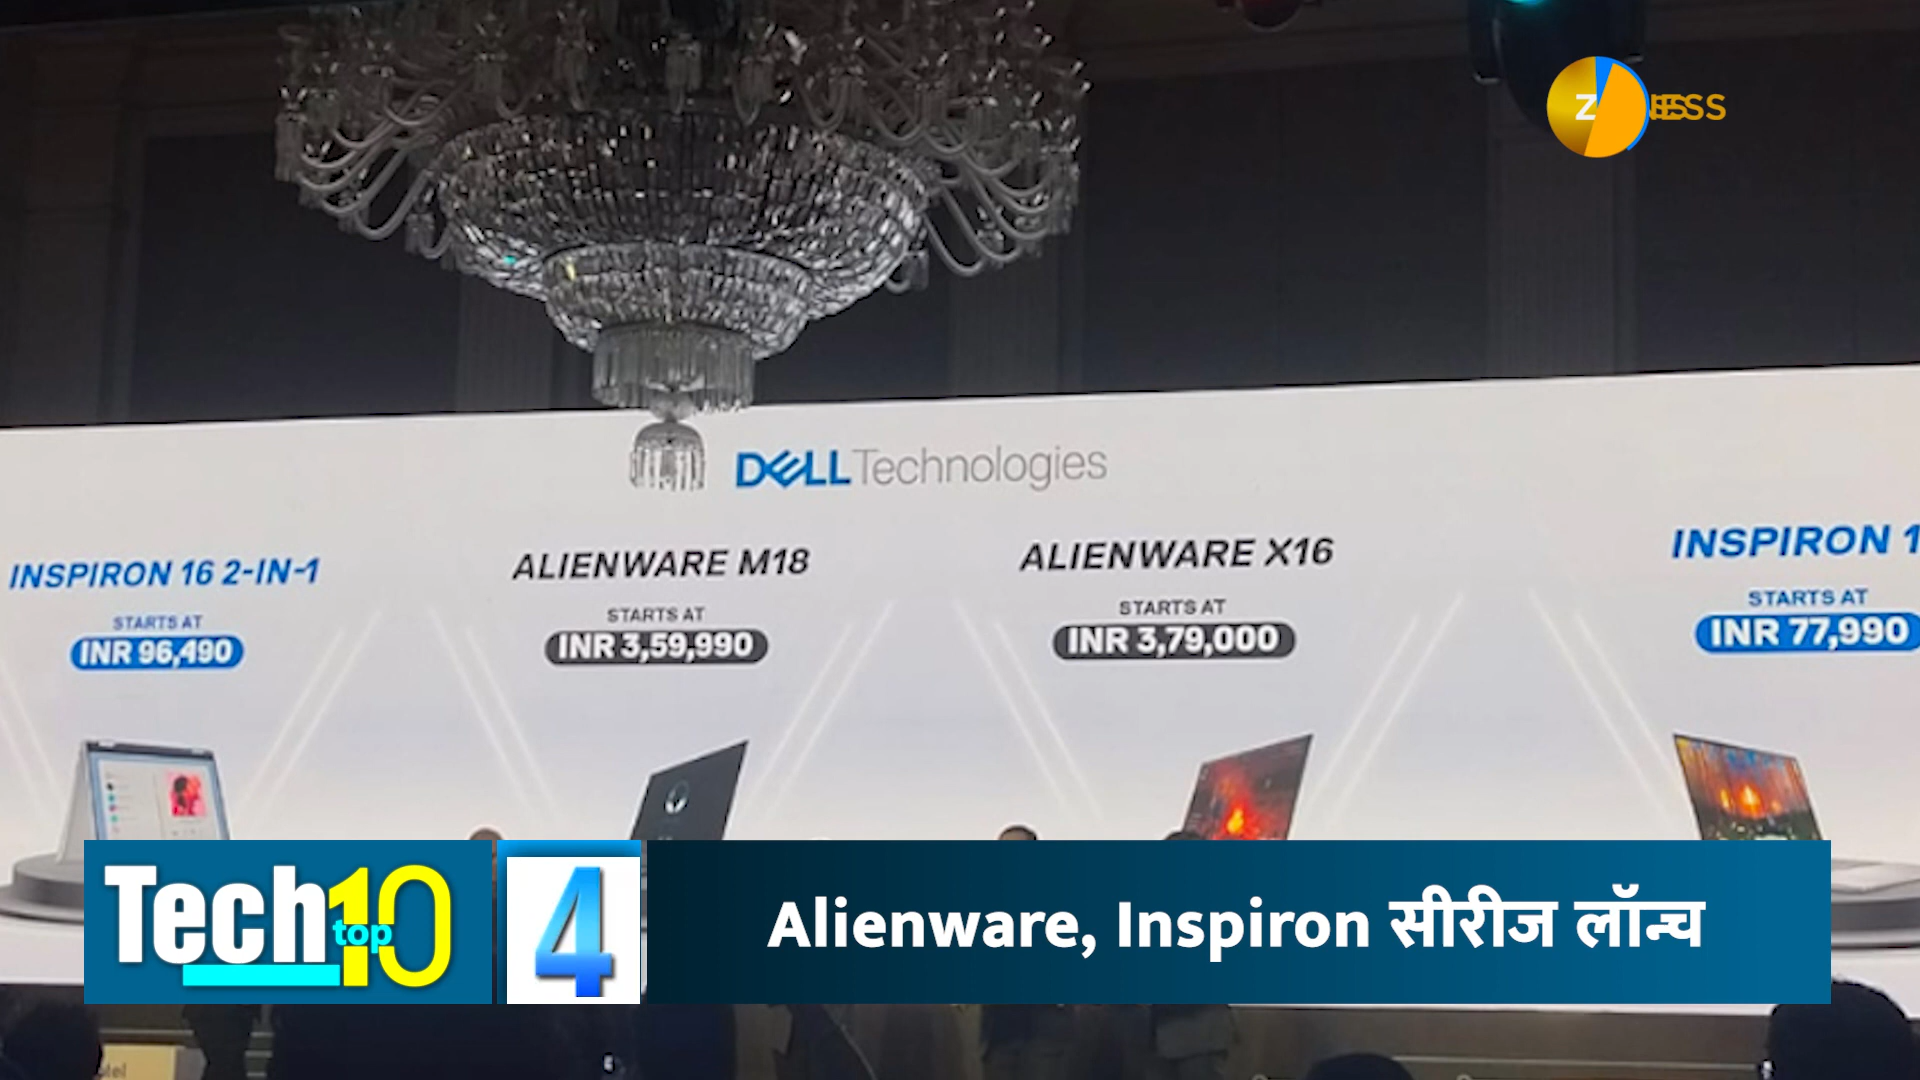 Z ESS
DELL Technologies
INSPIRON 16 2-IN-1
STARTS AT
INR 96,490
ALIENWARE M18
STARTS AT
INR 3,59,990
ALIENWARE X16
STARTS AT
INR 3,79,000
INSPIRON 1
STARTS AT
INR 77,990
Tech top 10
4
Alienware, Inspiron सीरीज लॉन्च